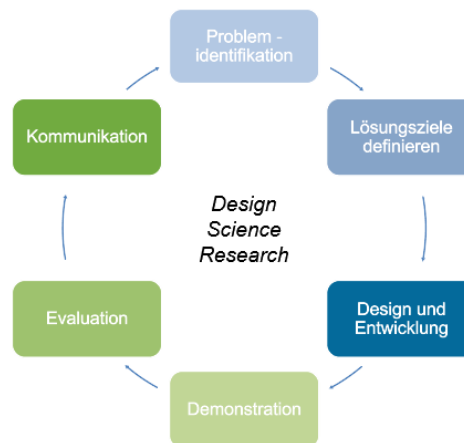 Problem -
identifikation
Lösungsziele
definieren
Design und
Entwicklung
Demonstration
Evaluation
Kommunikation
Design
Science
Research